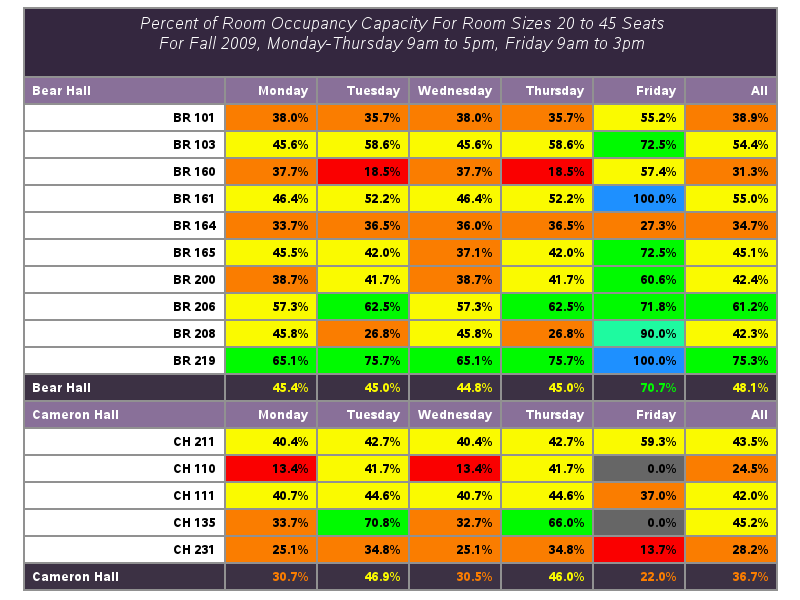 Percent of Room Occupancy Capacity For Room Sizes 20 to 45 Seats
For Fall 2009, Monday-Thursday 9am to 5pm, Friday 9am to 3pm
Bear Hall Monday Tuesday Wednesday Thursday Friday All
BR 101 38.0% 35.7% 38.0% 35.7% 55.2% 38.9%
BR 103 45.6% 58.6% 45.6% 58.6% 72.5% 54.4%
BR 160 37.7% 18.5% 37.7% 18.5% 57.4% 31.3%
BR 161 46.4% 52.2% 46.4% 52.2% 100.0% 55.0%
BR 164 33.7% 36.5% 36.0% 36.5% 27.3% 34.7%
BR 165 45.5% 42.0% 37.1% 42.0% 72.5% 45.1%
BR 200 38.7% 41.7% 38.7% 41.7% 60.6% 42.4%
BR 206 57.3% 62.5% 57.3% 62.5% 71.8% 61.2%
BR 208 45.8% 26.8% 45.8% 26.8% 90.0% 42.3%
BR 219 65.1% 75.7% 65.1% 75.7% 100.0% 75.3%
Bear Hall 45.4% 45.0% 44.8% 45.0% 70.7% 48.1%
Cameron Hall Monday Tuesday Wednesday Thursday Friday All
CH 211 40.4% 42.7% 40.4% 42.7% 59.3% 43.5%
CH 110 13.4% 41.7% 13.4% 41.7% 0.0% 24.5%
CH 111 40.7% 44.6% 40.7% 44.6% 37.0% 42.0%
CH 135 33.7% 70.8% 32.7% 66.0% 0.0% 45.2%
CH 231 25.1% 34.8% 25.1% 34.8% 13.7% 28.2%
Cameron Hall 30.7% 46.9% 30.5% 46.0% 22.0% 36.7%